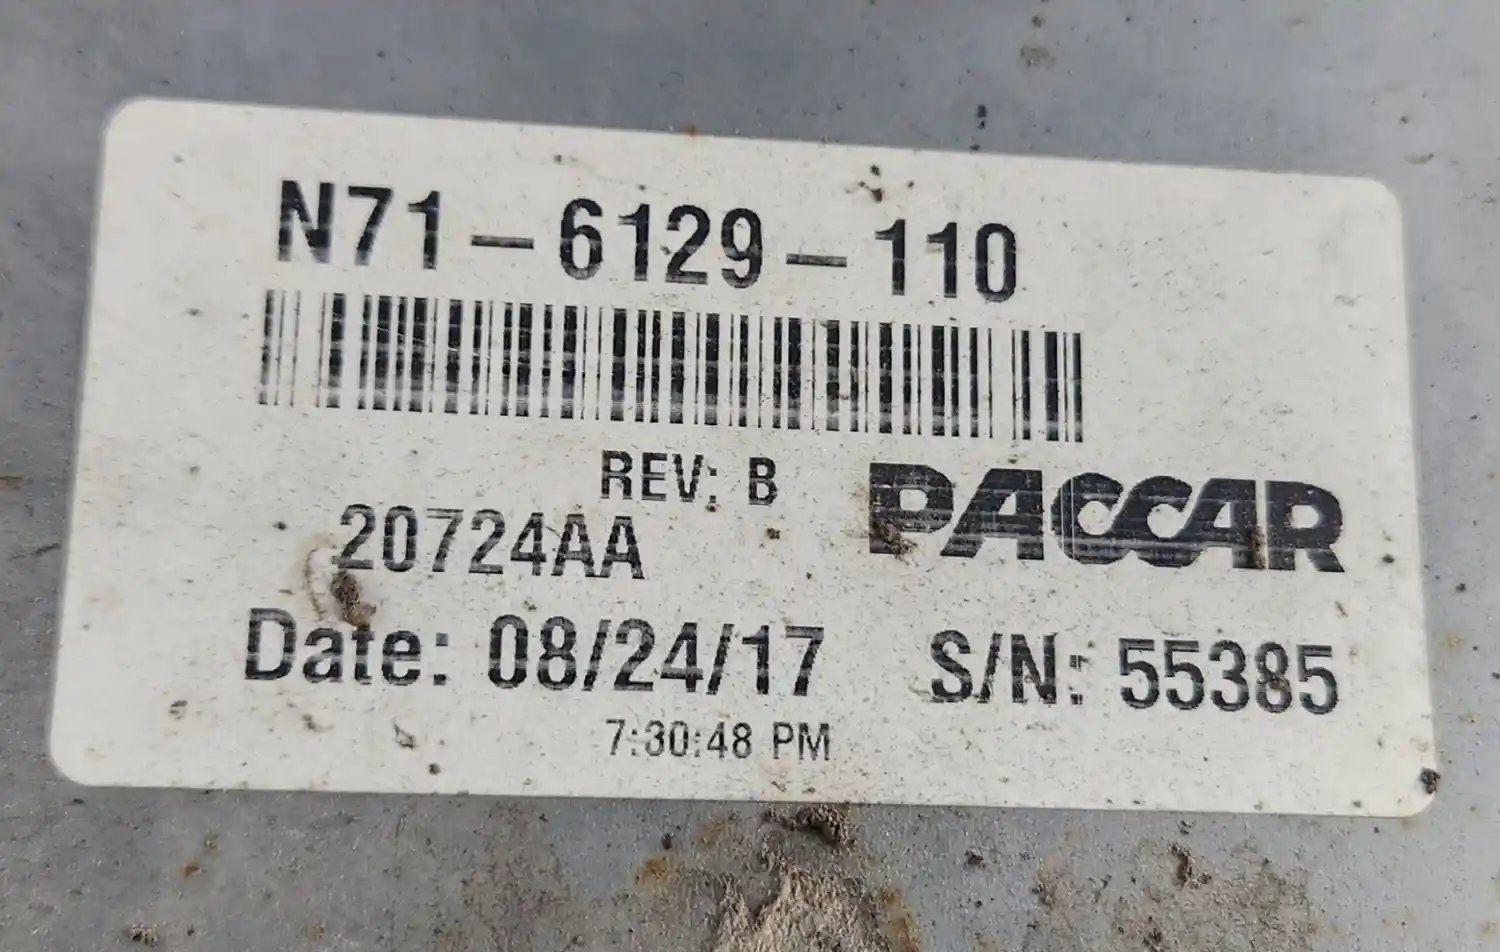 N71-6129-110
REV: B
PACCAR
20724AA
Date: 08/24/17 S/N: 55385
7:30:48 PM